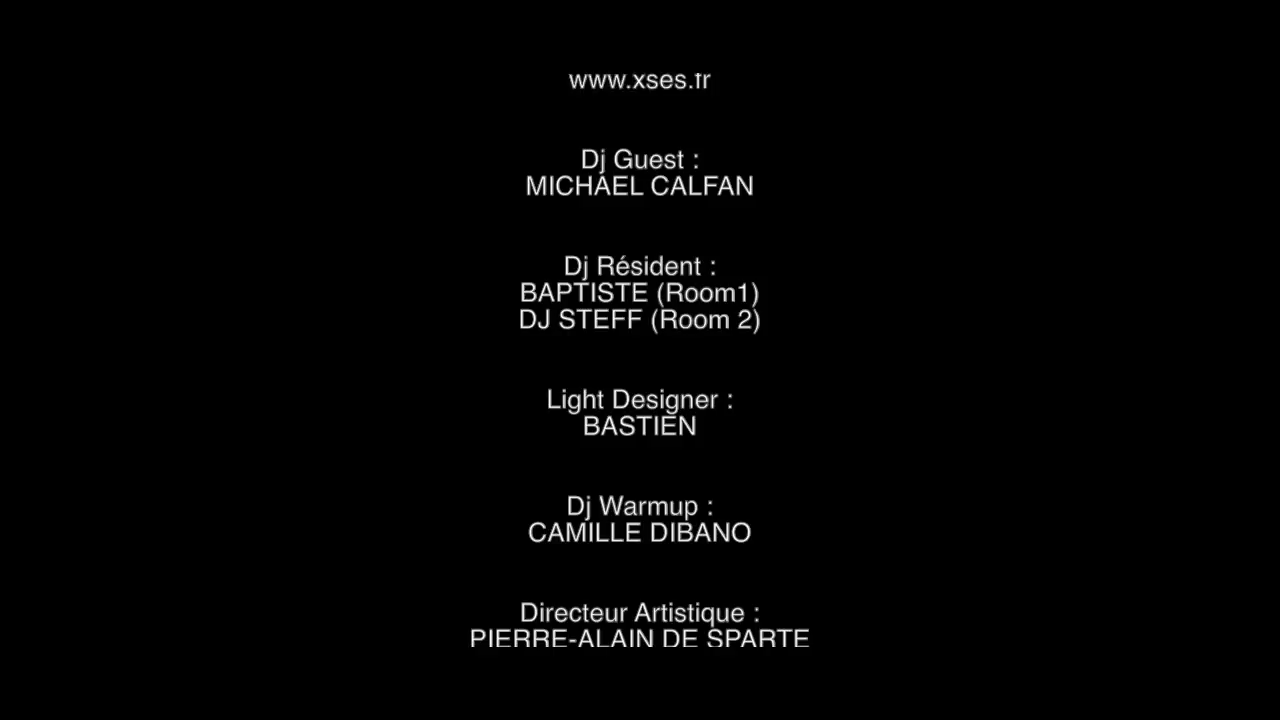 www.xses.fr
Dj Guest :
MICHAEL CALFAN
Dj Résident :
BAPTISTE (Room1)
DJ STEFF (Room 2)
Light Designer :
BASTIEN
Dj Warmup :
CAMILLE DIBANO
Directeur Artistique :
PIERRE-ALAIN DE SPARTE